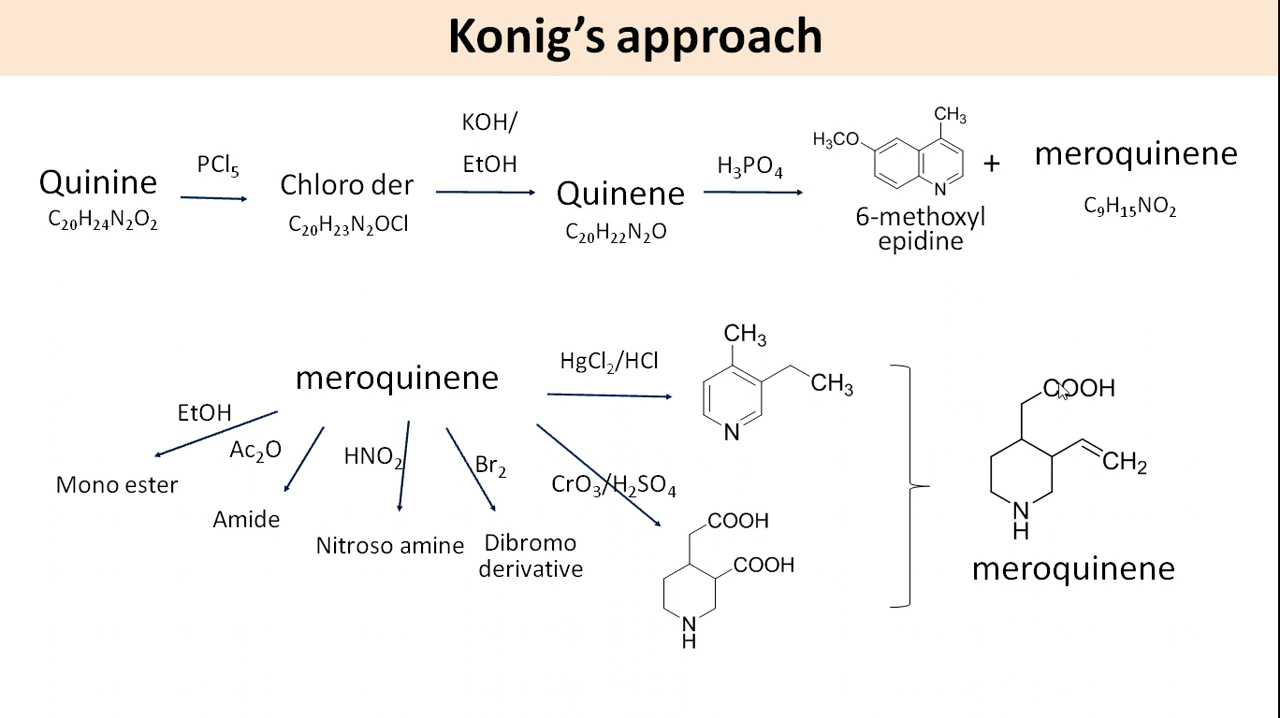 Konig's approach
Quinine
C₂₀H₂₄N₂O₂
PCl₅
Chloro der
C₂₀H₂₃N₂OCl
KOH/
EtOH
Quinene
C₂₀H₂₂N₂O
H₃PO₄
CH₃
H₃CO
N
6-methoxyl
epidine
+
meroquinene
C₉H₁₅NO₂
meroquinene
EtOH
Mono ester
Ac₂O
Amide
HNO₂
Nitroso amine
Br₂
Dibromo
derivative
HgCl₂/HCl
CH₃
CH₃
N
CrO₃/H₂SO₄
COOH
COOH
N
H
COOH
CH₂
N
H
meroquinene